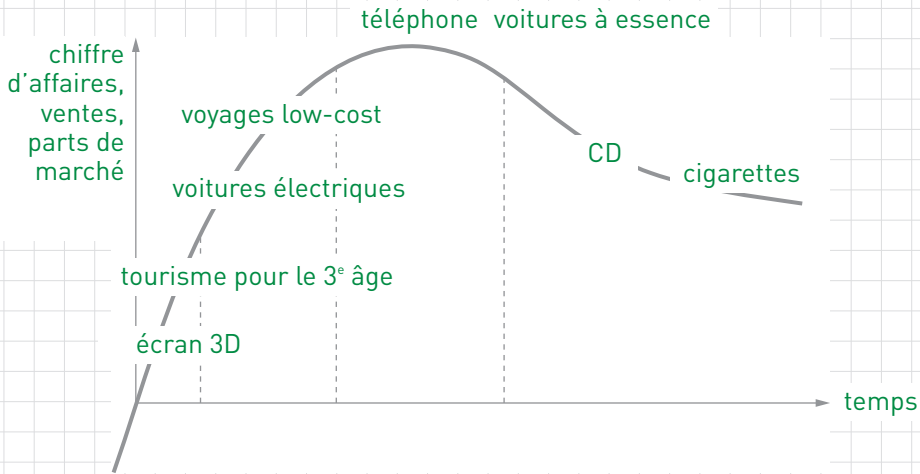 téléphone voitures à essence
chiffre
d’affaires,
ventes,
parts de
marché
voyages low-cost
CD
cigarettes
voitures électriques
tourisme pour le 3ᵉ âge
écran 3D
temps